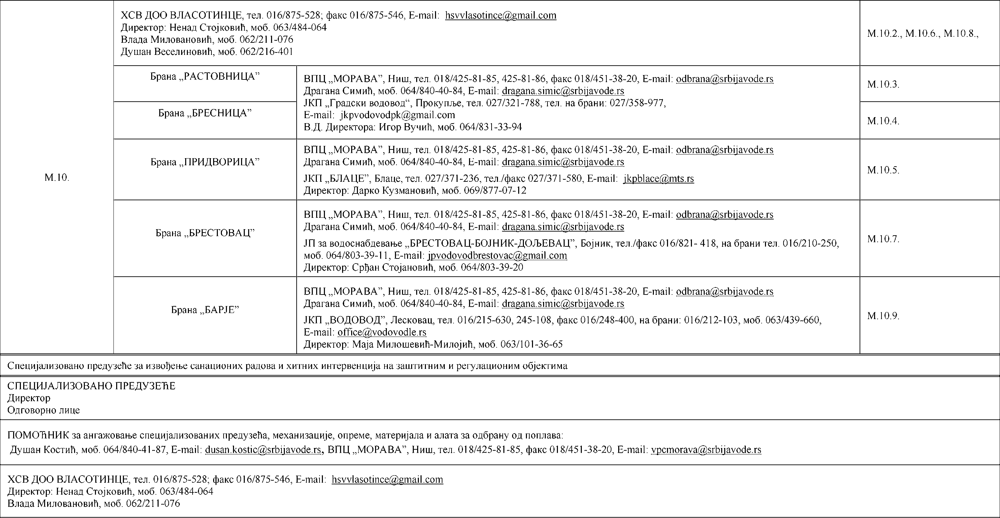 М.10.
ХСВ ДОО ВЛАСОТИНЦЕ, тел. 016/875-528; факс 016/875-546, E-mail: hsvvlasotince@gmail.com
Директор: Ненад Стојковић, моб. 063/484-064
Влада Миловановић, моб. 062/211-076
Душан Веселиновић, моб. 062/216-401
М.10.2., М.10.6., М.10.8.,
Брана „РАСТОВНИЦА”
Брана „БРЕСНИЦА”
ВПЦ „МОРАВА”, Ниш, тел. 018/425-81-85, 425-81-86, факс 018/451-38-20, E-mail: odbrana@srbijavode.rs
Драгана Симић, моб. 064/840-40-84, E-mail: dragana.simic@srbijavode.rs
ЈКП „Градски водовод“, Прокупље, тел. 027/321-788, тел. на брани: 027/358-977,
E-mail: jkpvodovodpk@gmail.com
В.Д. Директора: Игор Вучић, моб. 064/831-33-94
М.10.3.
М.10.4.
Брана „ПРИДВОРИЦА”
ВПЦ „МОРАВА”, Ниш, тел. 018/425-81-85, 425-81-86, факс 018/451-38-20, E-mail: odbrana@srbijavode.rs
Драгана Симић, моб. 064/840-40-84, E-mail: dragana.simic@srbijavode.rs
ЈКП „БЛАЦЕ”, Блаце, тел. 027/371-236, тел./факс 027/371-580, E-mail: jkpblace@mts.rs
Директор: Дарко Кузмановић, моб. 069/877-07-12
М.10.5.
Брана „БРЕСТОВАЦ”
ВПЦ „МОРАВА”, Ниш, тел. 018/425-81-85, 425-81-86, факс 018/451-38-20, E-mail: odbrana@srbijavode.rs
Драгана Симић, моб. 064/840-40-84, E-mail: dragana.simic@srbijavode.rs
ЈП за водоснабдевање „БРЕСТОВАЦ-БОЈНИК-ДОЉЕВАЦ”, Бојник, тел./факс 016/821- 418, на брани тел. 016/210-250,
моб. 064/803-39-11, E-mail: jpvodovodbrestovac@gmail.com
Директор: Срђан Стојановић, моб. 064/803-39-20
М.10.7.
Брана „БАРЈЕ”
ВПЦ „МОРАВА”, Ниш, тел. 018/425-81-85, 425-81-86, факс 018/451-38-20, E-mail: odbrana@srbijavode.rs
Драгана Симић, моб. 064/840-40-84, E-mail: dragana.simic@srbijavode.rs
ЈКП „ВОДОВОД”, Лесковац, тел. 016/215-630, 245-108, факс 016/248-400, на брани: 016/212-103, моб. 063/439-660,
E-mail: office@vodovodle.rs
Директор: Маја Милошевић-Милојић, моб. 063/101-36-65
М.10.9.
Специјализовано предузеће за извођење санационих радова и хитних интервенција на заштитним и регулационим објектима
СПЕЦИЈАЛИЗОВАНО ПРЕДУЗЕЋЕ
Директор
Одговорно лице
ПОМОЋНИК за ангажовање специјализованих предузећа, механизације, опреме, материјала и алата за одбрану од поплава:
Душан Костић, моб. 064/840-41-87, E-mail: dusan.kostic@srbijavode.rs, ВПЦ „МОРАВА”, Ниш, тел. 018/425-81-85, факс 018/451-38-20, E-mail: vpcmorava@srbijavode.rs
ХСВ ДОО ВЛАСОТИНЦЕ, тел. 016/875-528; факс 016/875-546, E-mail: hsvvlasotince@gmail.com
Директор: Ненад Стојковић, моб. 063/484-064
Влада Миловановић, моб. 062/211-076